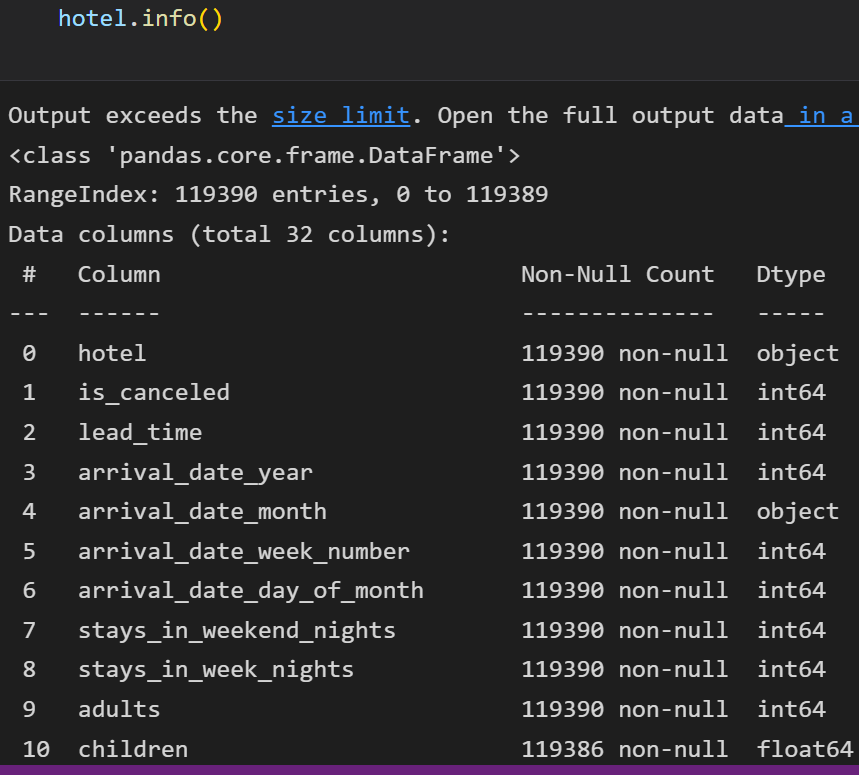 hotel.info()
Output exceeds the size limit. Open the full output data in a
<class 'pandas.core.frame.DataFrame'>
RangeIndex: 119390 entries, 0 to 119389
Data columns (total 32 columns):
 #   Column                          Non-Null Count   Dtype
---  ------                          --------------   -----
 0   hotel                           119390 non-null  object
 1   is_canceled                     119390 non-null  int64
 2   lead_time                       119390 non-null  int64
 3   arrival_date_year               119390 non-null  int64
 4   arrival_date_month              119390 non-null  object
 5   arrival_date_week_number        119390 non-null  int64
 6   arrival_date_day_of_month       119390 non-null  int64
 7   stays_in_weekend_nights         119390 non-null  int64
 8   stays_in_week_nights            119390 non-null  int64
 9   adults                          119390 non-null  int64
 10  children                        119386 non-null  float64